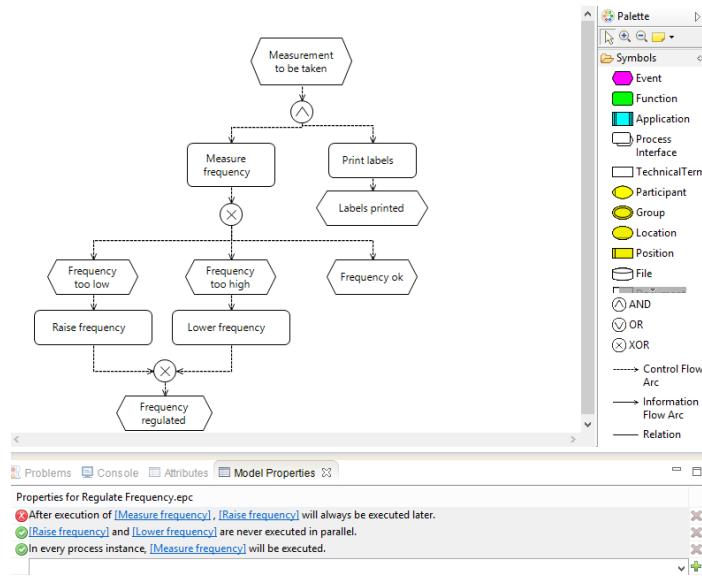 Measurement
to be taken
Measure
frequency
Print labels
Labels printed
Frequency
too low
Frequency
too high
Frequency ok
Raise frequency
Lower frequency
Frequency
regulated
Palette
Symbols
Event
Function
Application
Process
Interface
TechnicalTerm
Participant
Group
Location
Position
File
AND
OR
XOR
Control Flow
Arc
Information
Flow Arc
Relation
Problems Console Attributes Model Properties
Properties for Regulate Frequency.epc
After execution of [Measure frequency] , [Raise frequency] will always be executed later.
[Raise frequency] and [Lower frequency] are never executed in parallel.
In every process instance, [Measure frequency] will be executed.